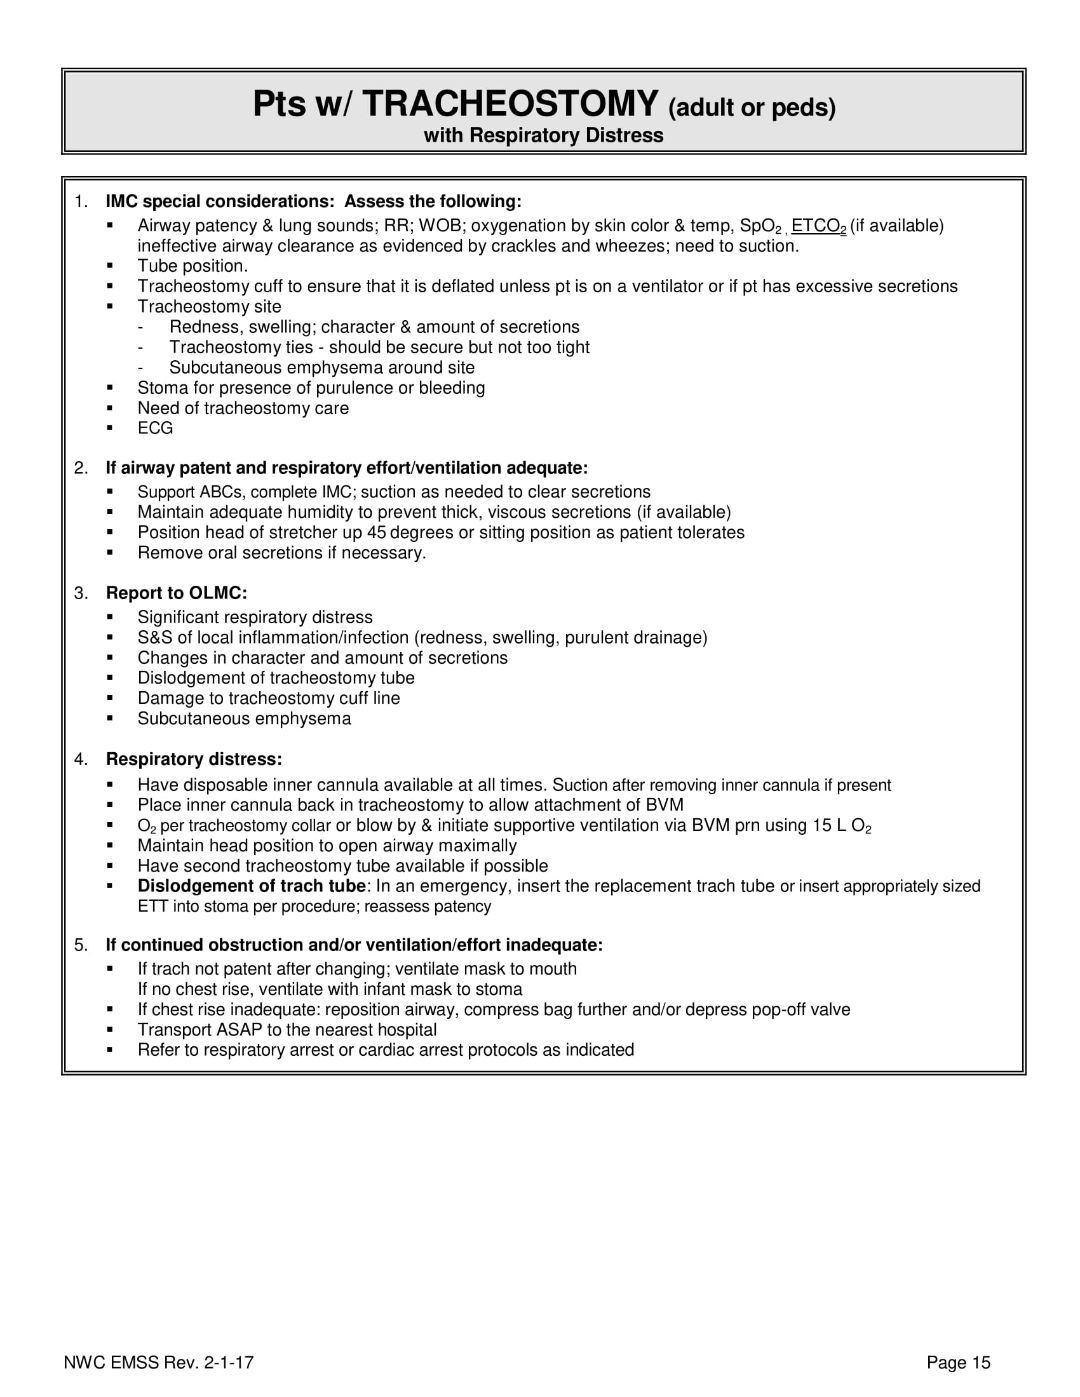 Pts w/ TRACHEOSTOMY (adult or peds)
with Respiratory Distress
1. IMC special considerations: Assess the following:
▪ Airway patency & lung sounds; RR; WOB; oxygenation by skin color & temp, SpO₂ , ETCO₂ (if available)
ineffective airway clearance as evidenced by crackles and wheezes; need to suction.
▪ Tube position.
▪ Tracheostomy cuff to ensure that it is deflated unless pt is on a ventilator or if pt has excessive secretions
▪ Tracheostomy site
- Redness, swelling; character & amount of secretions
- Tracheostomy ties - should be secure but not too tight
- Subcutaneous emphysema around site
▪ Stoma for presence of purulence or bleeding
▪ Need of tracheostomy care
▪ ECG
2. If airway patent and respiratory effort/ventilation adequate:
▪ Support ABCs, complete IMC; suction as needed to clear secretions
▪ Maintain adequate humidity to prevent thick, viscous secretions (if available)
▪ Position head of stretcher up 45 degrees or sitting position as patient tolerates
▪ Remove oral secretions if necessary.
3. Report to OLMC:
▪ Significant respiratory distress
▪ S&S of local inflammation/infection (redness, swelling, purulent drainage)
▪ Changes in character and amount of secretions
▪ Dislodgement of tracheostomy tube
▪ Damage to tracheostomy cuff line
▪ Subcutaneous emphysema
4. Respiratory distress:
▪ Have disposable inner cannula available at all times. Suction after removing inner cannula if present
▪ Place inner cannula back in tracheostomy to allow attachment of BVM
▪ O₂ per tracheostomy collar or blow by & initiate supportive ventilation via BVM prn using 15 L O₂
▪ Maintain head position to open airway maximally
▪ Have second tracheostomy tube available if possible
▪ Dislodgement of trach tube: In an emergency, insert the replacement trach tube or insert appropriately sized
ETT into stoma per procedure; reassess patency
5. If continued obstruction and/or ventilation/effort inadequate:
▪ If trach not patent after changing; ventilate mask to mouth
If no chest rise, ventilate with infant mask to stoma
▪ If chest rise inadequate: reposition airway, compress bag further and/or depress pop-off valve
▪ Transport ASAP to the nearest hospital
▪ Refer to respiratory arrest or cardiac arrest protocols as indicated
NWC EMSS Rev. 2-1-17 Page 15